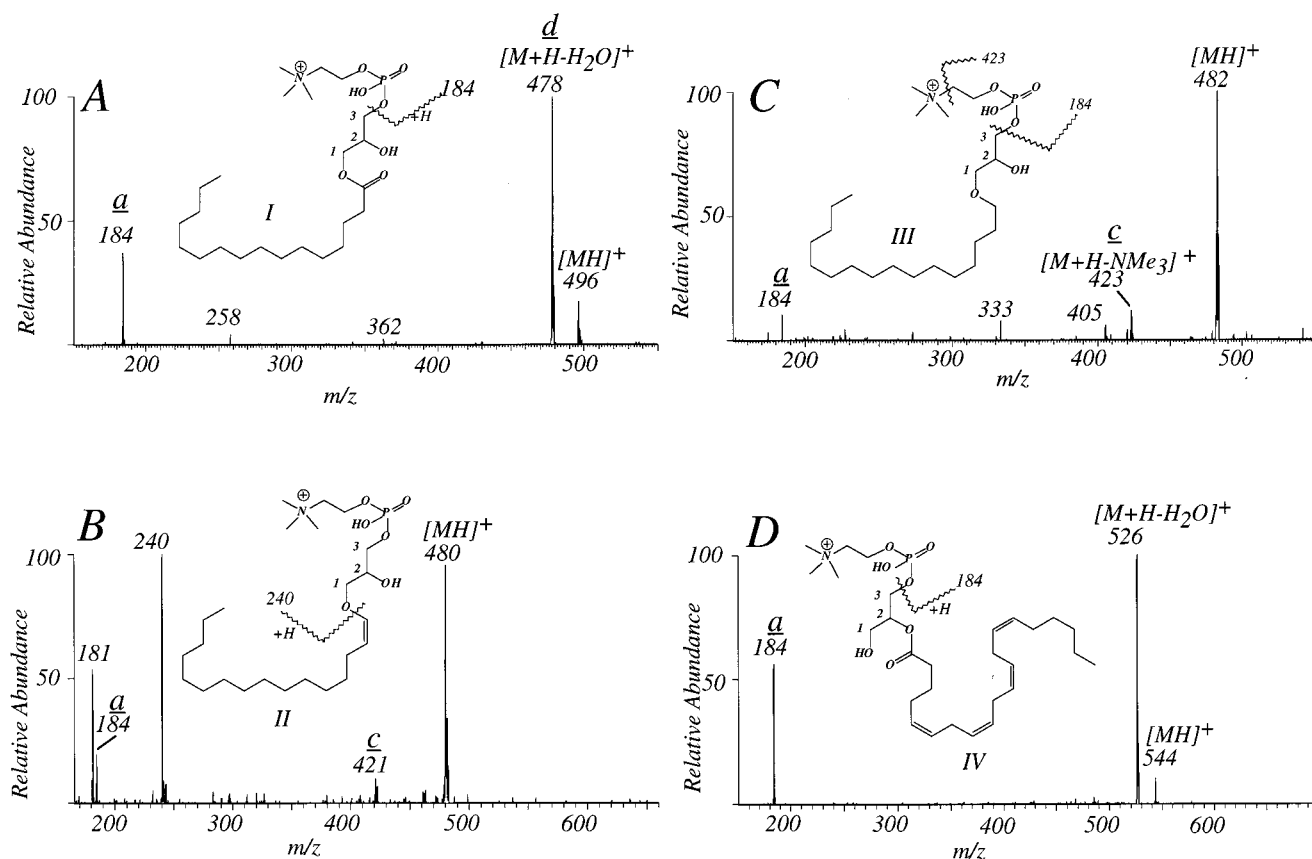 A
Relative Abundance
100
50
a
184
258
362
d
[M+H-H2O]+
478
[MH]+
496
N
⊕
O
P
O
HO
O
184
+H
3
2
1
OH
O
O
I
200
300
400
500
m/z
C
Relative Abundance
100
50
a
184
333
405
c
[M+H-NMe3]+
423
[MH]+
482
423
⊕
N
O
P
O
HO
O
184
3
2
1
OH
O
III
200
300
400
500
m/z
B
Relative Abundance
100
50
181
a
184
240
c
421
[MH]+
480
⊕
N
O
P
O
HO
O
3
2
1
OH
O
240
+H
II
200
300
400
500
600
m/z
D
Relative Abundance
100
50
a
184
[M+H-H2O]+
526
[MH]+
544
⊕
N
O
P
O
HO
O
184
+H
3
2
1
O
HO
O
IV
200
300
400
500
600
m/z